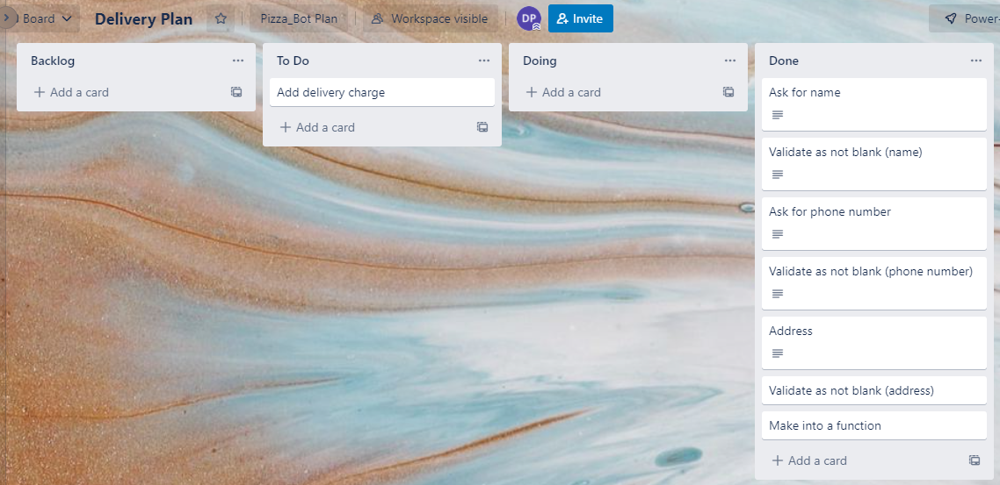 Board
Delivery Plan
Pizza_Bot Plan
Workspace visible
DP
Invite
Power-
Backlog
Add a card
To Do
Add delivery charge
Add a card
Doing
Add a card
Done
Ask for name
Validate as not blank (name)
Ask for phone number
Validate as not blank (phone number)
Address
Validate as not blank (address)
Make into a function
Add a card